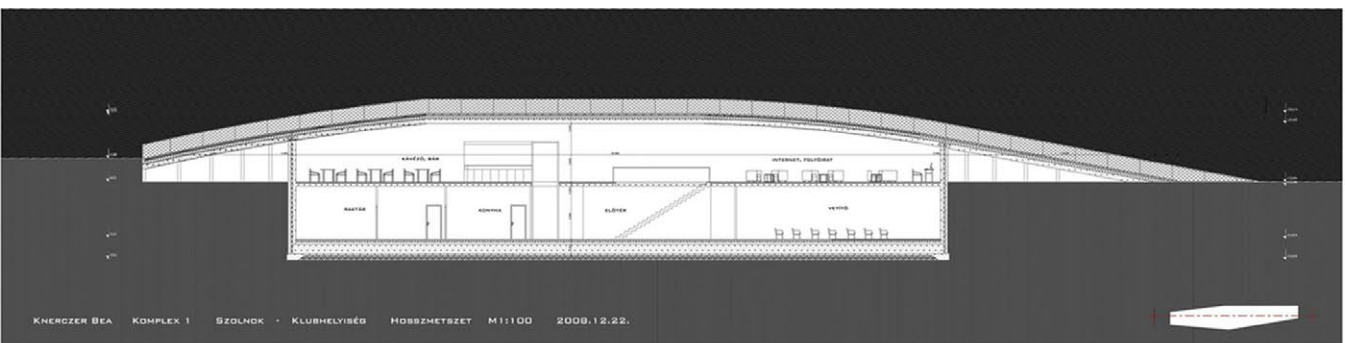 KÁVÉZÓ, BÁR
INTERNET, FOLYÓIRAT
RAKTÁR
KONYHA
ELŐTÉR
VETÍTŐ
KNERCZER BEA KOMPLEX 1 SZOLNOK - KLUBHELYISÉG HOSSZMETSZET M1:100 2008.12.22.